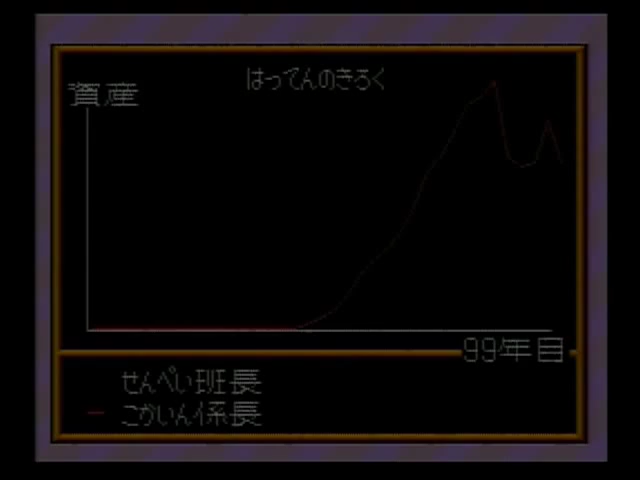 はってんのきろく
資産
99年目
せんべい班長
こかいん係長